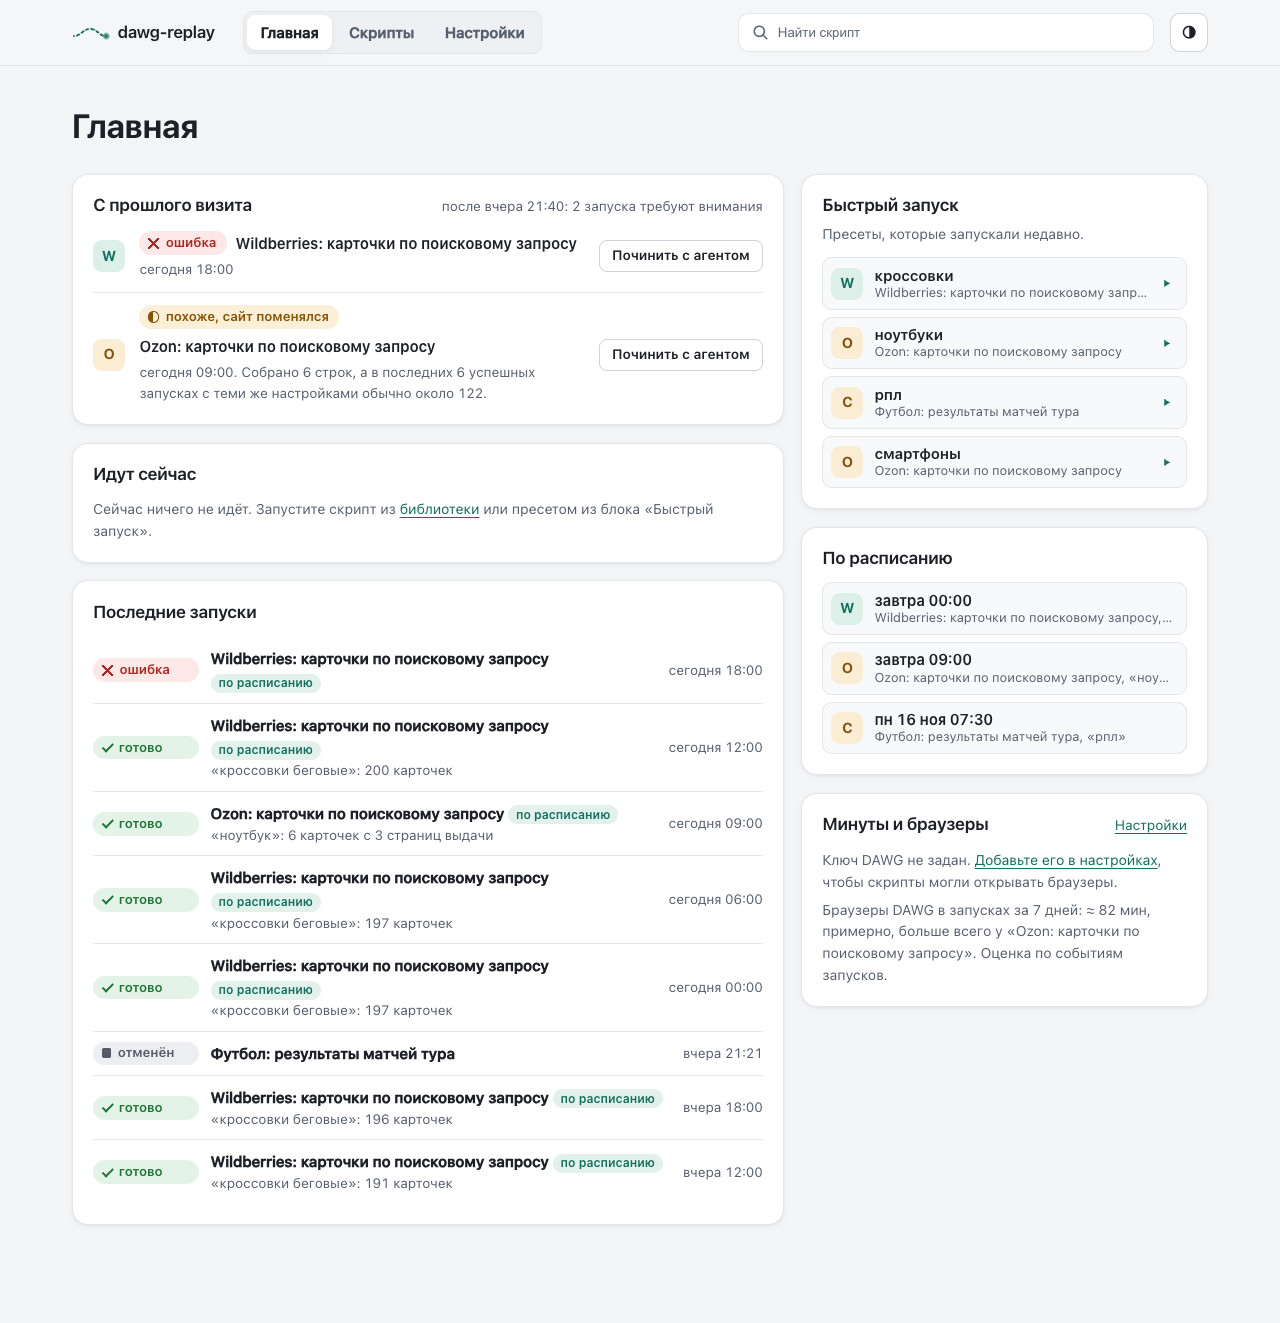 dawg-replay
Главная
Скрипты
Настройки
Найти скрипт
Главная
С прошлого визита
после вчера 21:40: 2 запуска требуют внимания
W
ошибка
Wildberries: карточки по поисковому запросу
сегодня 18:00
Починить с агентом
похоже, сайт поменялся
O
Ozon: карточки по поисковому запросу
сегодня 09:00. Собрано 6 строк, а в последних 6 успешных
запусках с теми же настройками обычно около 122.
Починить с агентом
Идут сейчас
Сейчас ничего не идёт. Запустите скрипт из библиотеки или пресетом из блока «Быстрый
запуск».
Последние запуски
ошибка
Wildberries: карточки по поисковому запросу
по расписанию
сегодня 18:00
готово
Wildberries: карточки по поисковому запросу
по расписанию
«кроссовки беговые»: 200 карточек
сегодня 12:00
готово
Ozon: карточки по поисковому запросу по расписанию
«ноутбук»: 6 карточек с 3 страниц выдачи
сегодня 09:00
готово
Wildberries: карточки по поисковому запросу
по расписанию
«кроссовки беговые»: 197 карточек
сегодня 06:00
готово
Wildberries: карточки по поисковому запросу
по расписанию
«кроссовки беговые»: 197 карточек
сегодня 00:00
отменён
Футбол: результаты матчей тура
вчера 21:21
готово
Wildberries: карточки по поисковому запросу по расписанию
«кроссовки беговые»: 196 карточек
вчера 18:00
готово
Wildberries: карточки по поисковому запросу по расписанию
«кроссовки беговые»: 191 карточек
вчера 12:00
Быстрый запуск
Пресеты, которые запускали недавно.
W
кроссовки
Wildberries: карточки по поисковому запр...
O
ноутбуки
Ozon: карточки по поисковому запросу
С
рпл
Футбол: результаты матчей тура
O
смартфоны
Ozon: карточки по поисковому запросу
По расписанию
W
завтра 00:00
Wildberries: карточки по поисковому запросу,...
O
завтра 09:00
Ozon: карточки по поисковому запросу, «ноу...
С
пн 16 ноя 07:30
Футбол: результаты матчей тура, «рпл»
Минуты и браузеры
Настройки
Ключ DAWG не задан. Добавьте его в настройках,
чтобы скрипты могли открывать браузеры.
Браузеры DAWG в запусках за 7 дней: ≈ 82 мин,
примерно, больше всего у «Ozon: карточки по
поисковому запросу». Оценка по событиям
запусков.